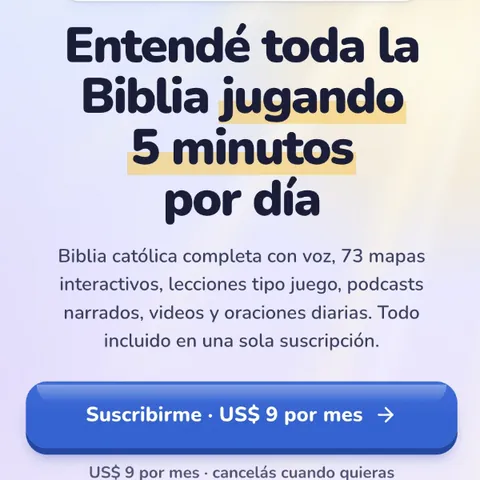 Entendé toda la
Biblia jugando
5 minutos
por día
Biblia católica completa con voz, 73 mapas
interactivos, lecciones tipo juego, podcasts
narrados, videos y oraciones diarias. Todo
incluido en una sola suscripción.
Suscribirme · US$ 9 por mes →
US$ 9 por mes · cancelás cuando quieras